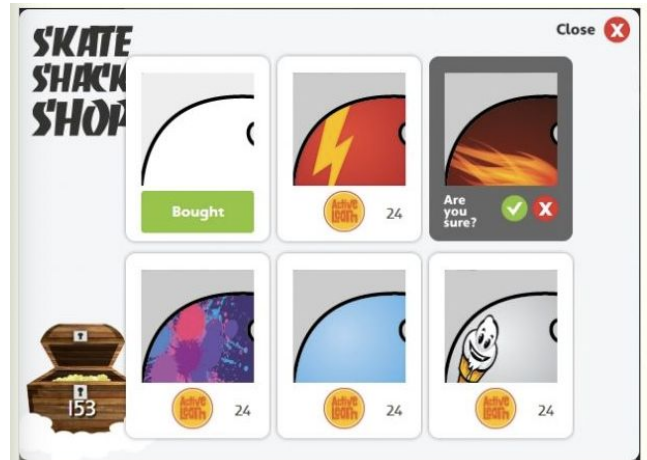 SKATE
SHACK
SHOP
Close X
Bought
Active
Learn
24
Are
you
sure?
X
Active
Learn
24
Active
Learn
24
Active
Learn
24
153